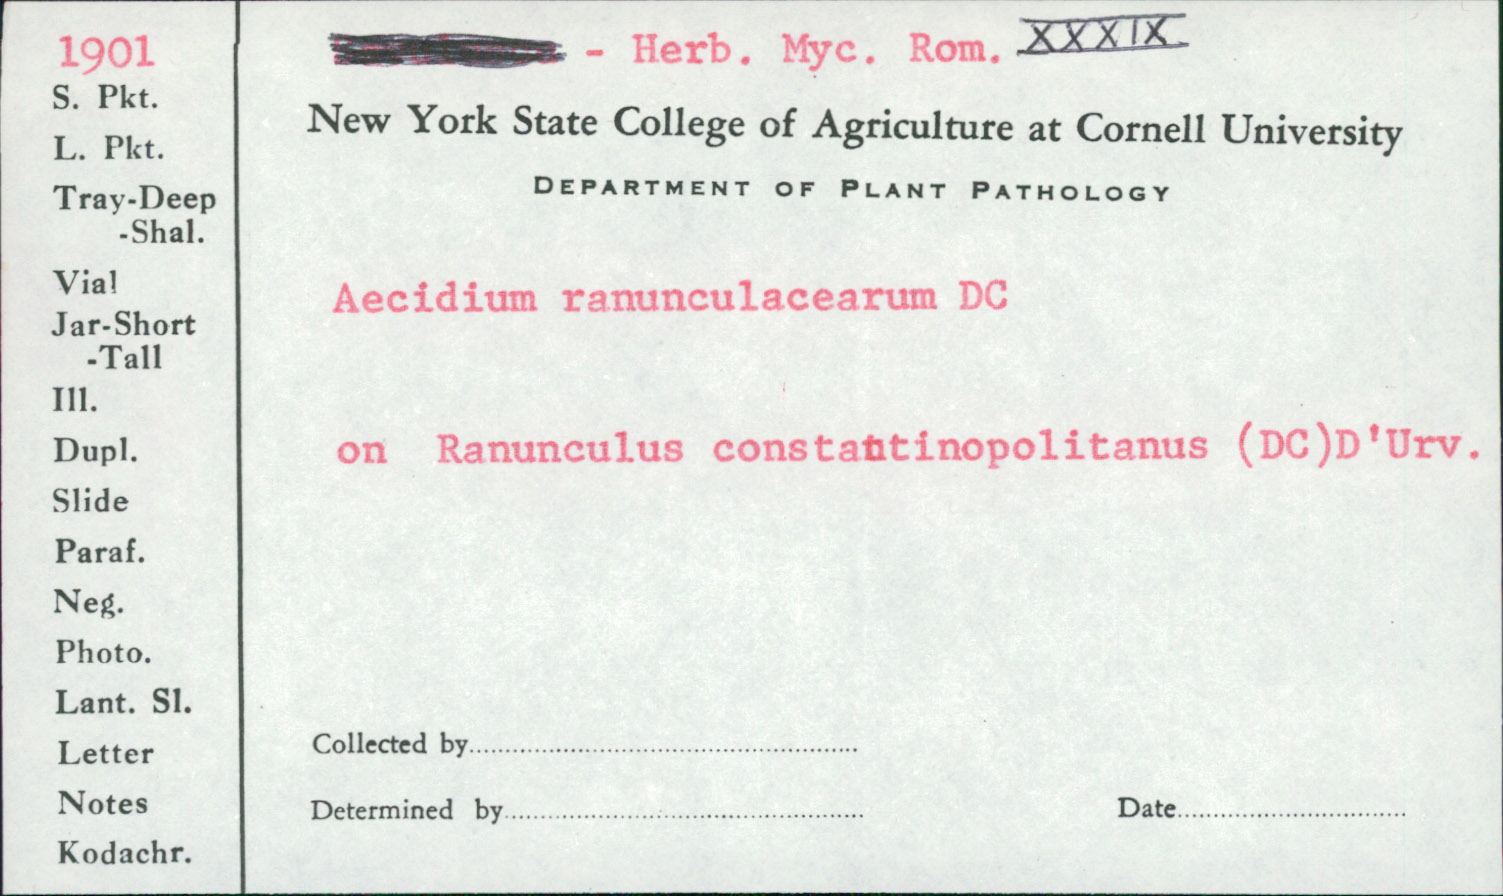 1901
- Herb. Myc. Rom. XXXIX
New York State College of Agriculture at Cornell University
DEPARTMENT OF PLANT PATHOLOGY
S. Pkt.
L. Pkt.
Tray-Deep
-Shal.
Vial
Jar-Short
-Tall
Ill.
Dupl.
Slide
Paraf.
Neg.
Photo.
Lant. Sl.
Letter
Notes
Kodachr.
Aecidium ranunculacearum DC
on Ranunculus constantinopolitanus (DC)D'Urv.
Collected by
Determined by
Date